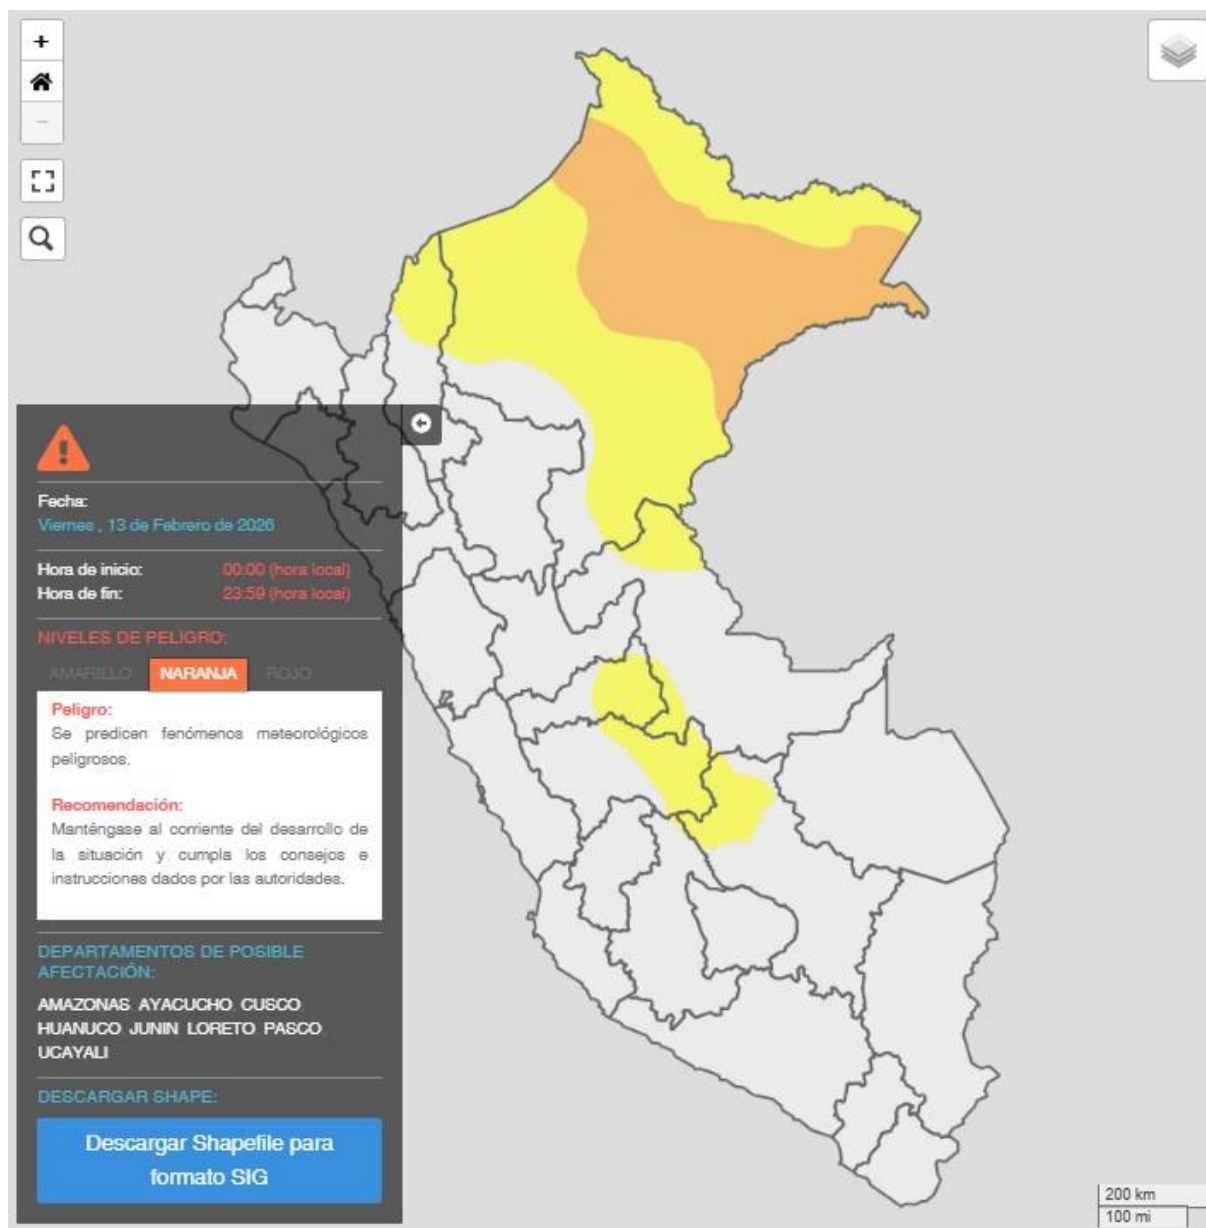 +
−
Fecha:
Viernes , 13 de Febrero de 2026
Hora de inicio: 00:00 (hora local)
Hora de fin: 23:59 (hora local)
NIVELES DE PELIGRO:
AMARILLO NARANJA ROJO
Peligro:
Se predicen fenómenos meteorológicos
peligrosos.
Recomendación:
Manténgase al corriente del desarrollo de
la situación y cumpla los consejos e
instrucciones dados por las autoridades.
DEPARTAMENTOS DE POSIBLE
AFECTACIÓN:
AMAZONAS AYACUCHO CUSCO
HUANUCO JUNIN LORETO PASCO
UCAYALI
DESCARGAR SHAPE:
Descargar Shapefile para
formato SIG
200 km
100 mi